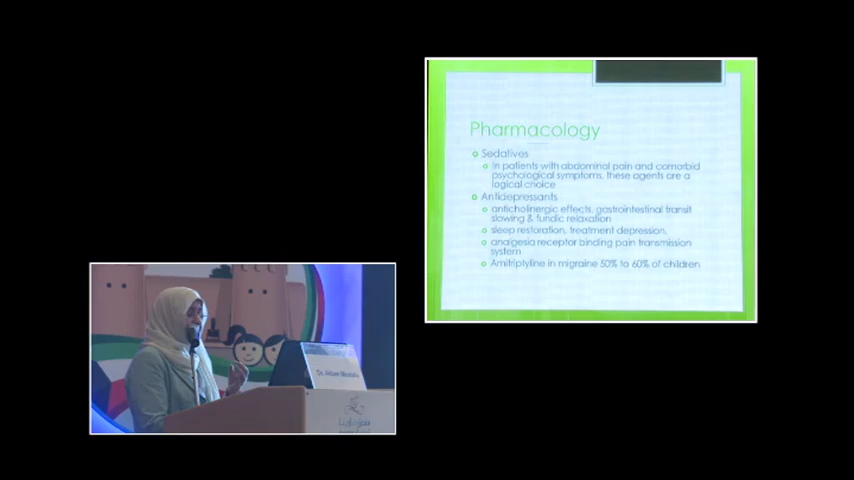 Pharmacology
Sedatives
In patients with abdominal pain and comorbid
psychological symptoms, these agents are a
logical choice
Antidepressants
anticholinergic effects, gastrointestinal transit
slowing & fundic relaxation
sleep restoration, treatment depression,
analgesia receptor binding pain transmission
system
Amitriptyline in migraine 50% to 60% of children
Dr.